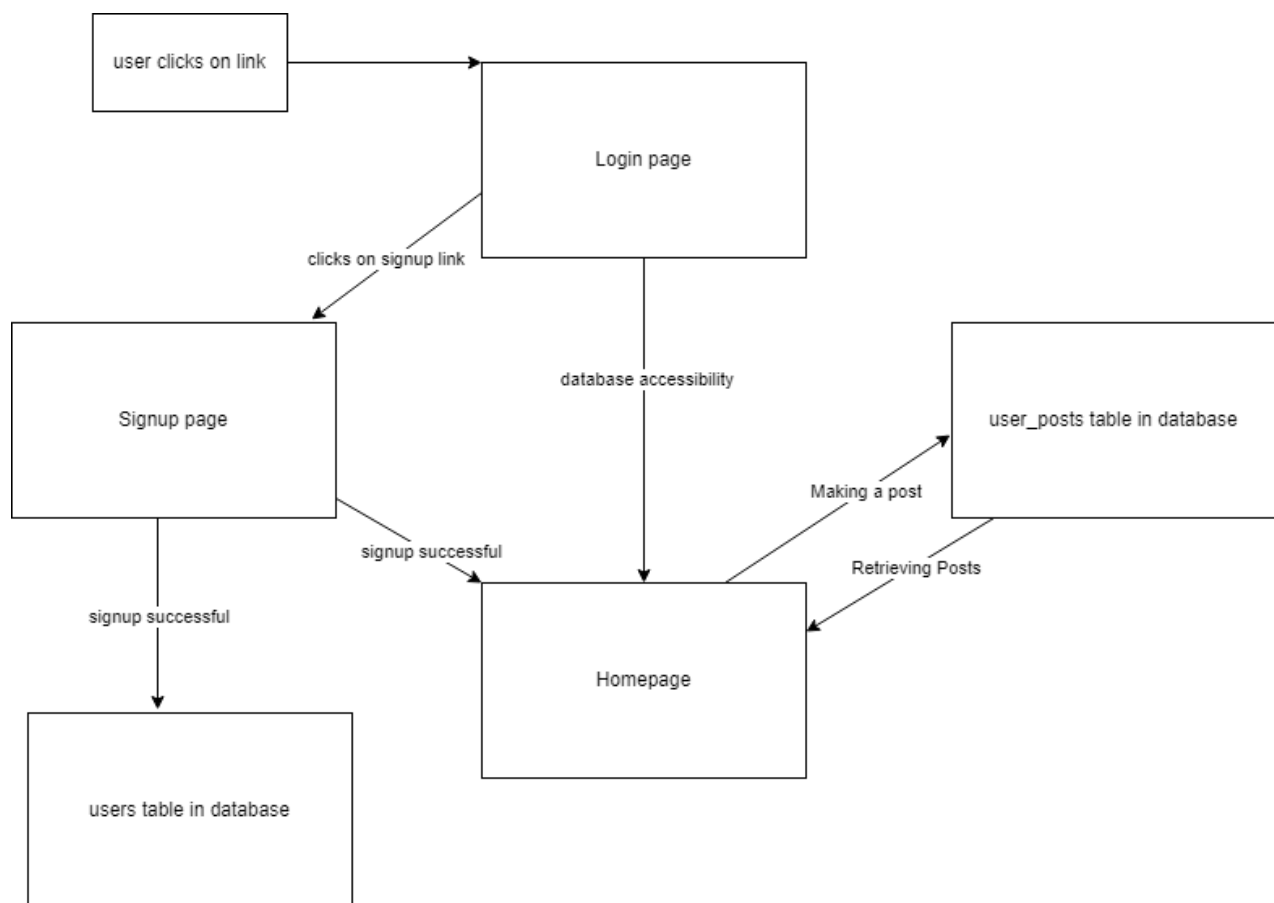 user clicks on link
Login page
clicks on signup link
Signup page
database accessibility
user_posts table in database
Making a post
signup successful
Retrieving Posts
signup successful
Homepage
users table in database